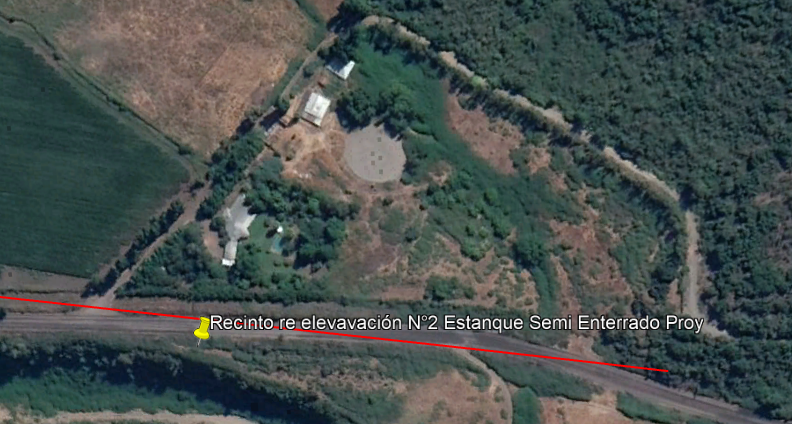 Recinto re elevavación N°2 Estanque Semi Enterrado Proy